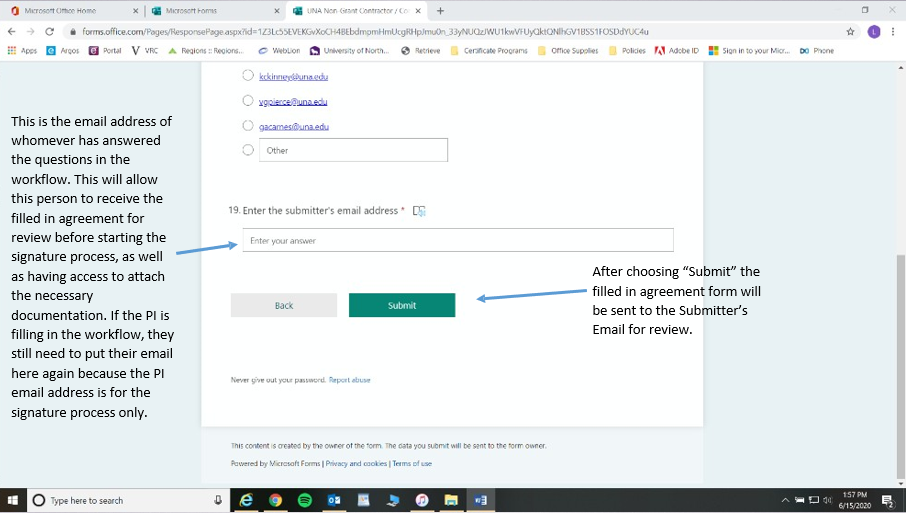 Microsoft Office Home
Microsoft Forms
UNA Non-Grant Contractor / Co
forms.office.com/Pages/ResponsePage.aspx?id=
Apps
Argos
Portal
VRC
Regions :: Regions...
WebLion
University of North...
Retrieve
Certificate Programs
Office Supplies
Policies
Adobe ID
Sign in to your Micr...
Phone
kckinney@una.edu
vgpierce@una.edu
gacarnes@una.edu
Other
This is the email address of
whomever has answered
the questions in the
workflow. This will allow
this person to receive the
filled in agreement for
review before starting the
signature process, as well
as having access to attach
the necessary
documentation. If the PI is
filling in the workflow, they
still need to put their email
here again because the PI
email address is for the
signature process only.
19. Enter the submitter's email address *
Enter your answer
Back
Submit
After choosing “Submit” the
filled in agreement form will
be sent to the Submitter’s
Email for review.
Never give out your password. Report abuse
This content is created by the owner of the form. The data you submit will be sent to the form owner.
Powered by Microsoft Forms | Privacy and cookies | Terms of use
Type here to search
1:57 PM
6/15/2020